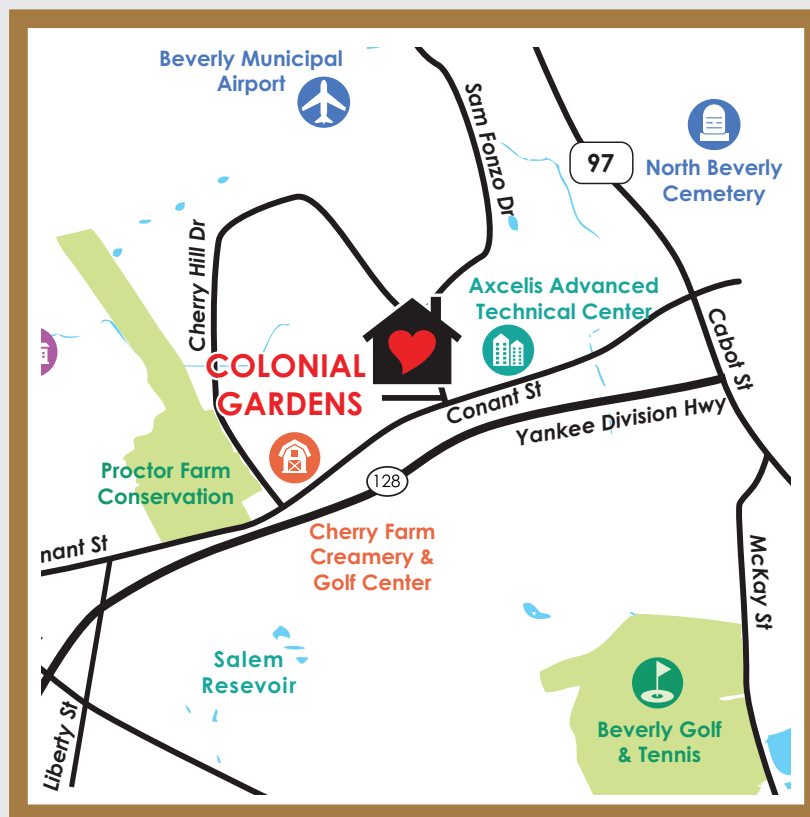 Beverly Municipal
Airport
Sam Fonzo Dr
97
North Beverly
Cemetery
Cherry Hill Dr
Axcelis Advanced
Technical Center
Cabot St
COLONIAL
GARDENS
Conant St
Yankee Division Hwy
Proctor Farm
Conservation
128
nant St
Cherry Farm
Creamery &
Golf Center
McKay St
Salem
Resevoir
Liberty St
Beverly Golf
& Tennis